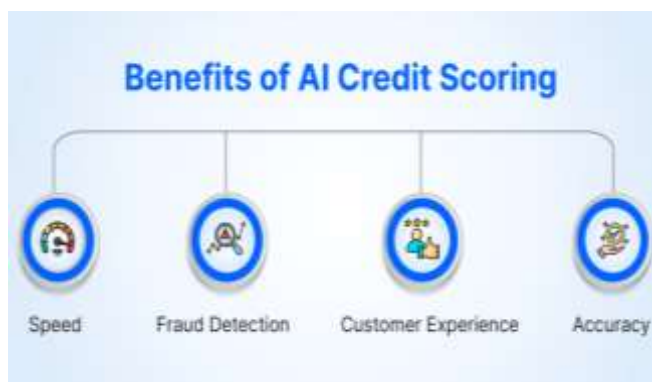 Benefits of AI Credit Scoring
Speed
Fraud Detection
Customer Experience
Accuracy